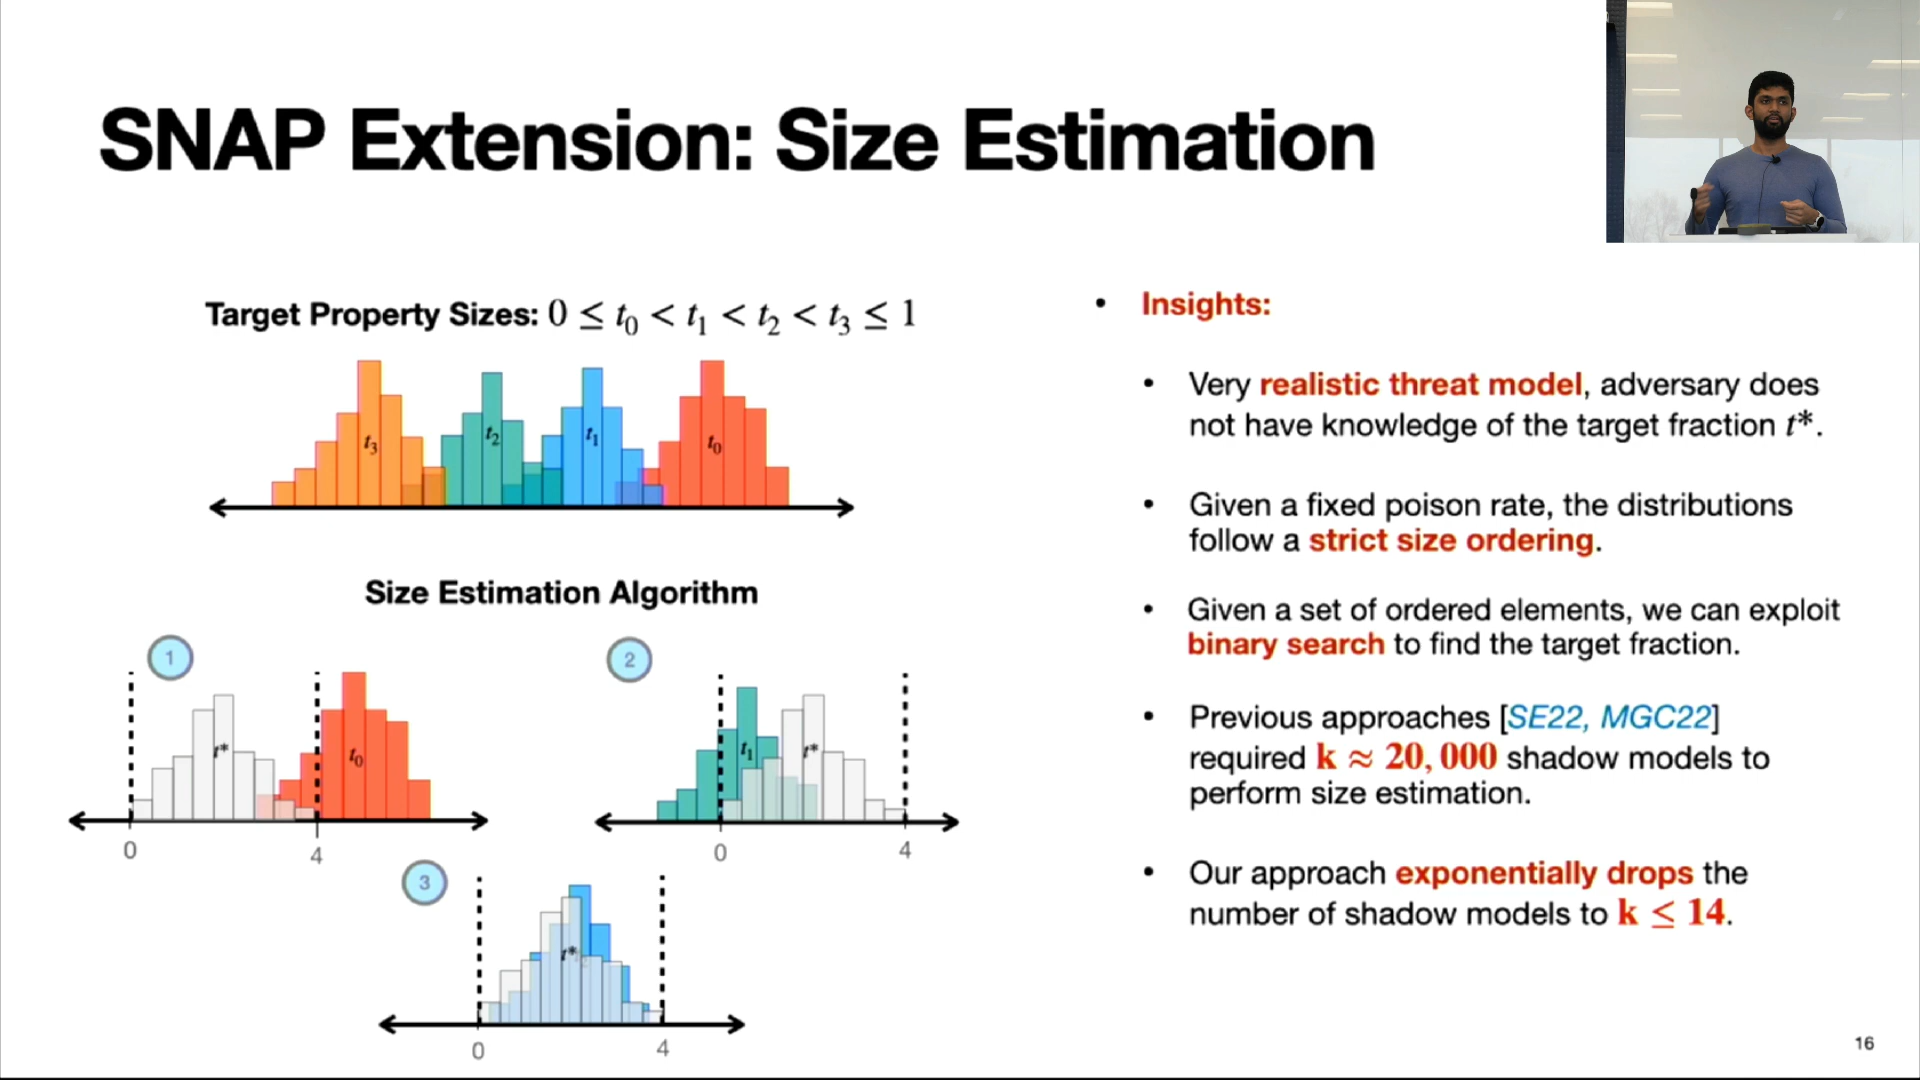 SNAP Extension: Size Estimation
Target Property Sizes: 0 ≤ t₀ < t₁ < t₂ < t₃ ≤ 1
t₃
t₂
t₁
t₀
Size Estimation Algorithm
1
t*
t₀
0
4
2
t₁
t*
0
4
3
t*
0
4
• Insights:
• Very realistic threat model, adversary does
not have knowledge of the target fraction t*.
• Given a fixed poison rate, the distributions
follow a strict size ordering.
• Given a set of ordered elements, we can exploit
binary search to find the target fraction.
• Previous approaches [SE22, MGC22]
required k ≈ 20,000 shadow models to
perform size estimation.
• Our approach exponentially drops the
number of shadow models to k ≤ 14.
16